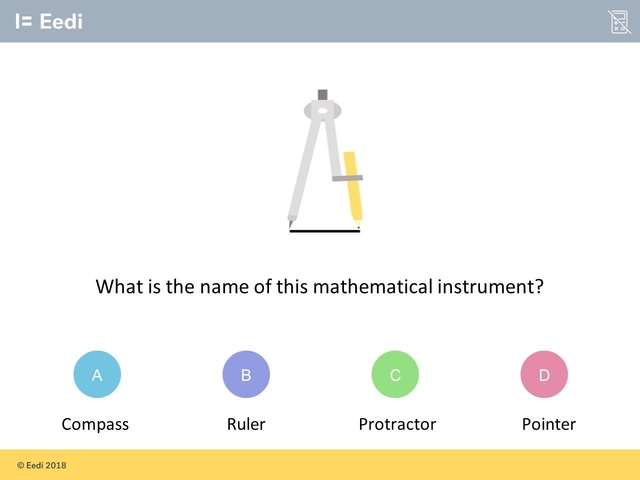 Eedi
What is the name of this mathematical instrument?
A B C D
Compass Ruler Protractor Pointer
© Eedi 2018